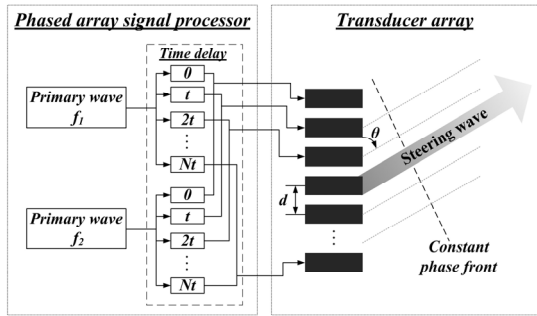 Phased array signal processor
Transducer array
Time delay
Primary wave
f1
0
t
2t
⋮
Nt
Primary wave
f2
0
t
2t
⋮
Nt
θ
Steering wave
d
⋮
Constant
phase front